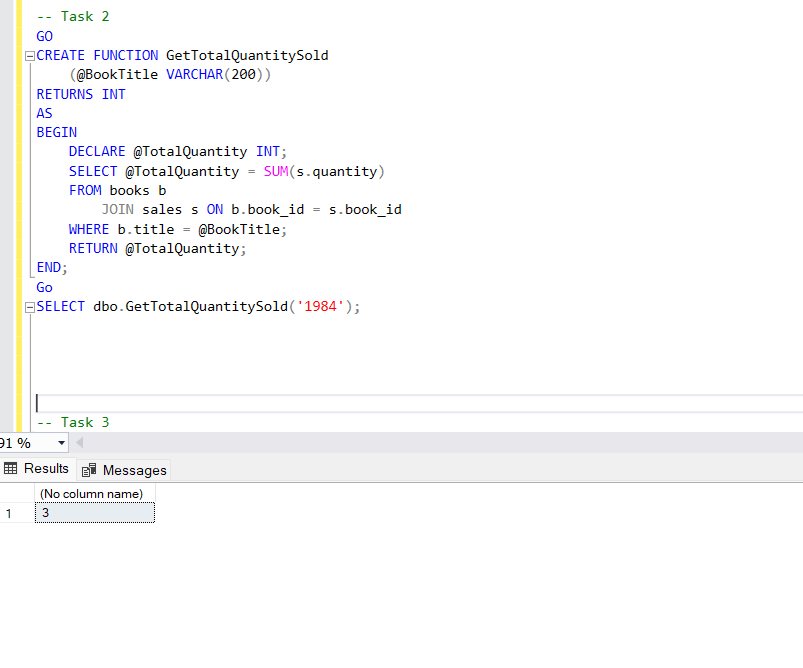 -- Task 2
GO
CREATE FUNCTION GetTotalQuantitySold
(@BookTitle VARCHAR(200))
RETURNS INT
AS
BEGIN
DECLARE @TotalQuantity INT;
SELECT @TotalQuantity = SUM(s.quantity)
FROM books b
JOIN sales s ON b.book_id = s.book_id
WHERE b.title = @BookTitle;
RETURN @TotalQuantity;
END;
Go
SELECT dbo.GetTotalQuantitySold('1984');
-- Task 3
91 %
Results Messages
(No column name)
1 3